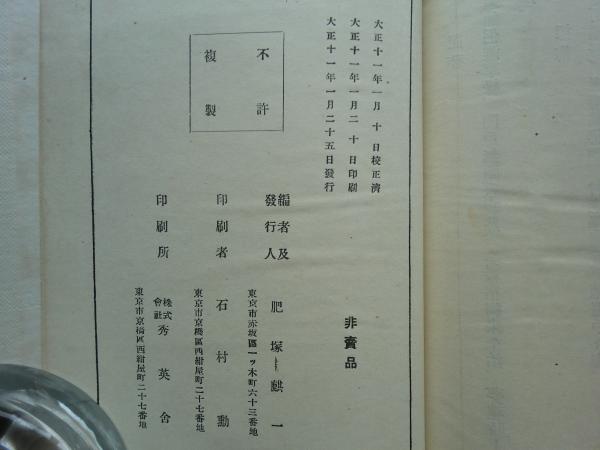 大正十一年一月十日校正濟
大正十一年一月二十日印刷
大正十一年一月二十五日發行
不許
複製
非賣品
編者及
發行人
東京市赤坂區一ツ木町六十三番地
肥塚麒一
印刷者
東京市京橋區西紺屋町二十七番地
石村勳
印刷所
東京市京橋區西紺屋町二十七番地
株式
會社
秀英舍